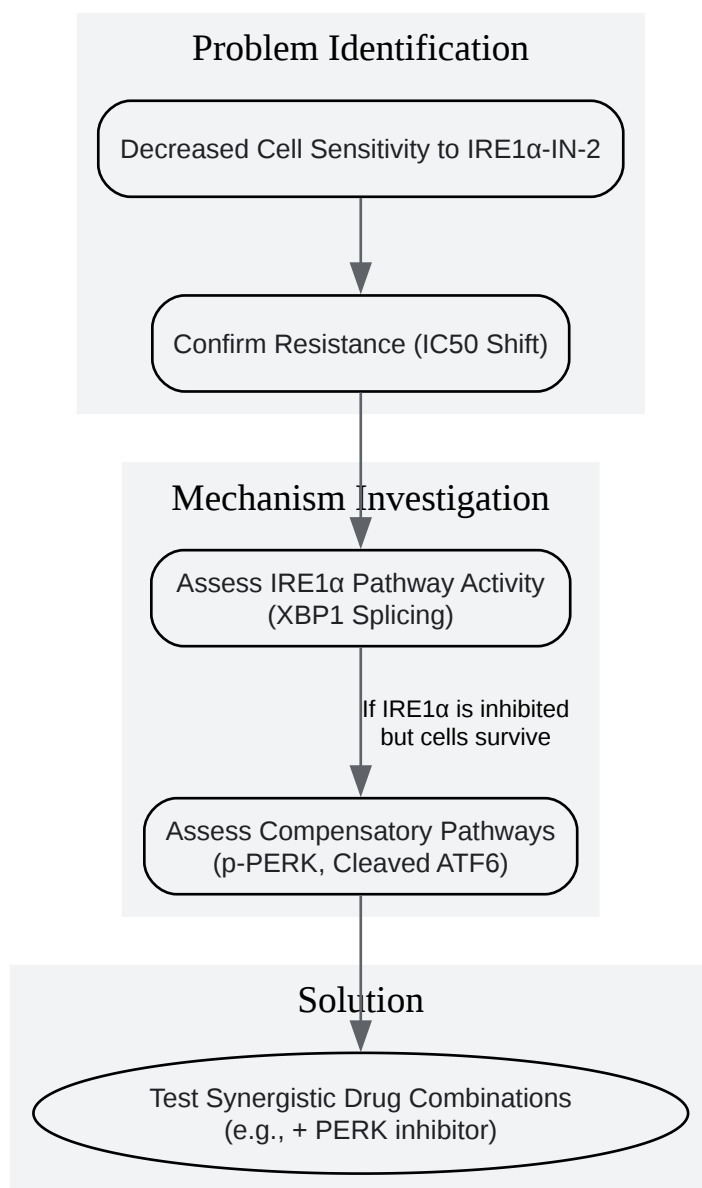 Problem Identification
Decreased Cell Sensitivity to IRE1α-IN-2
Confirm Resistance (IC50 Shift)
Mechanism Investigation
Assess IRE1α Pathway Activity
(XBP1 Splicing)
If IRE1α is inhibited
but cells survive
Assess Compensatory Pathways
(p-PERK, Cleaved ATF6)
Solution
Test Synergistic Drug Combinations
(e.g., + PERK inhibitor)